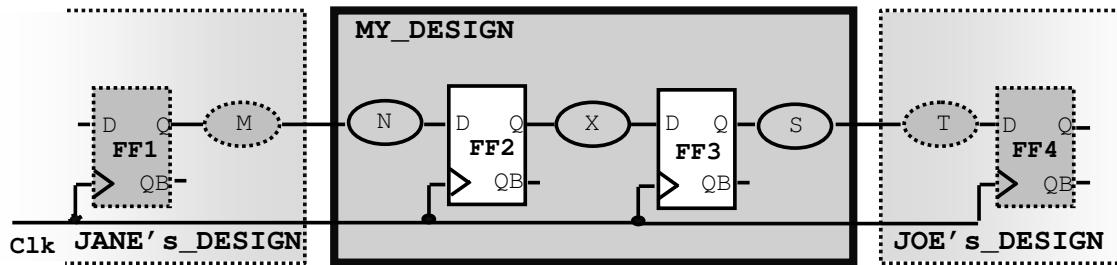 MY_DESIGN
D Q M N D Q X D Q S T D Q
FF1 FF2 FF3 FF4
QB QB QB QB
Clk JANE's_DESIGN JOE's_DESIGN